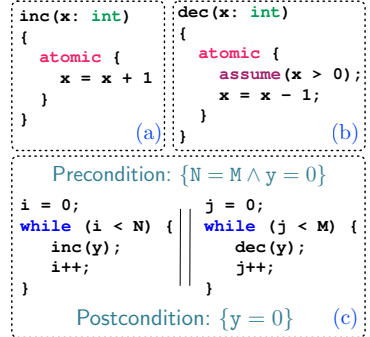 inc(x: int)
{
atomic {
x = x + 1
}
}
(a)
dec(x: int)
{
atomic {
assume(x > 0);
x = x - 1;
}
}
(b)
Precondition: {N = M ∧ y = 0}
i = 0;
while (i < N) {
inc(y);
i++;
}
j = 0;
while (j < M) {
dec(y);
j++;
}
Postcondition: {y = 0}
(c)